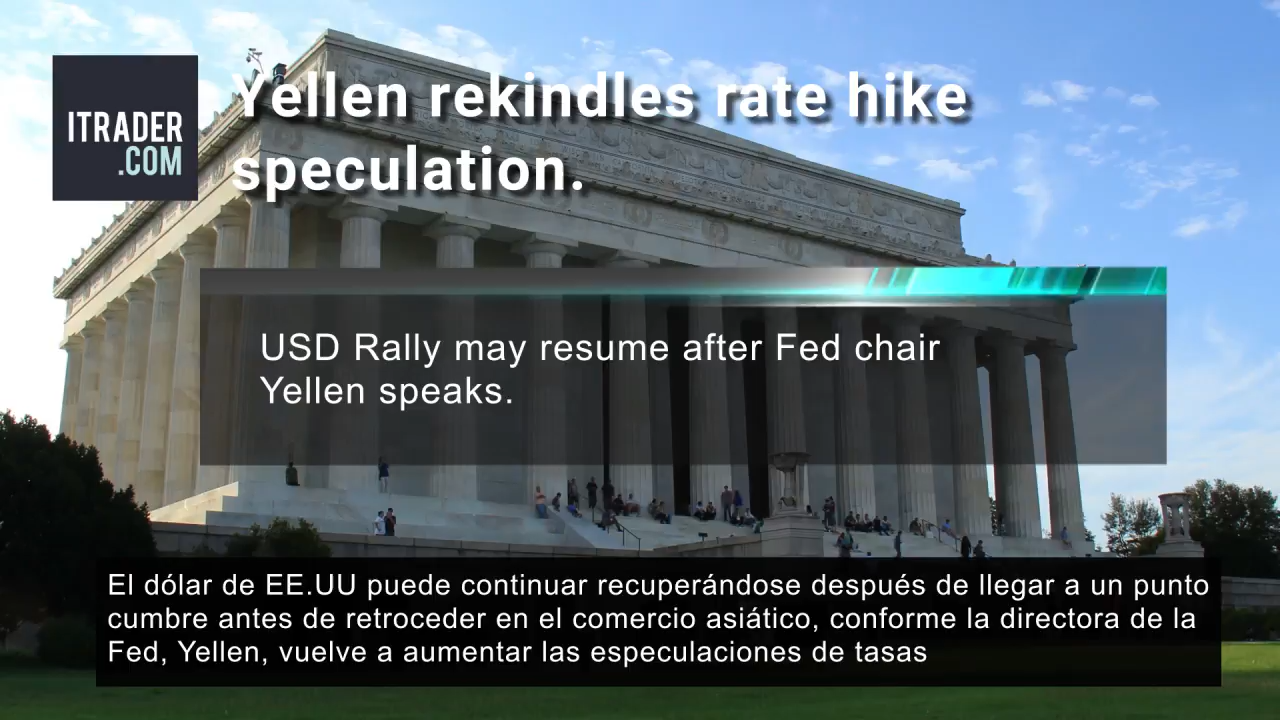 ITRADER
.COM
Yellen rekindles rate hike
speculation.
USD Rally may resume after Fed chair
Yellen speaks.
El dólar de EE.UU puede continuar recuperándose después de llegar a un punto
cumbre antes de retroceder en el comercio asiático, conforme la directora de la
Fed, Yellen, vuelve a aumentar las especulaciones de tasas